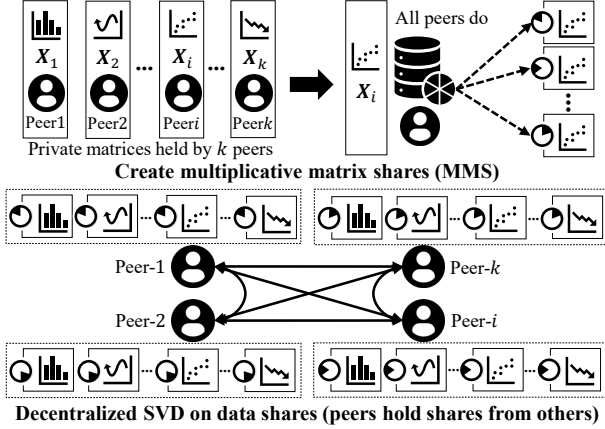 X₁ X₂ ... Xᵢ ... Xₖ
Peer1 Peer2 Peeri Peerk
Private matrices held by k peers
All peers do
Xᵢ
Create multiplicative matrix shares (MMS)
Peer-1 Peer-k
Peer-2 Peer-i
Decentralized SVD on data shares (peers hold shares from others)